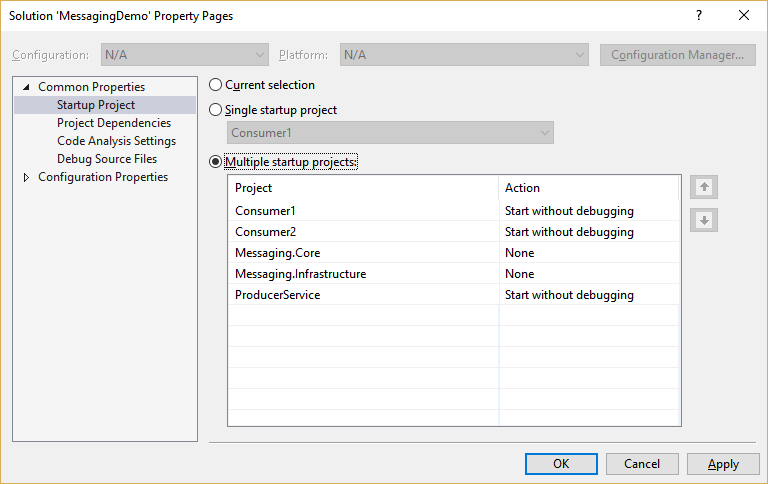 Solution 'MessagingDemo' Property Pages
?
Configuration: N/A Platform: N/A Configuration Manager...
Common Properties
Startup Project
Project Dependencies
Code Analysis Settings
Debug Source Files
Configuration Properties
Current selection
Single startup project
Consumer1
Multiple startup projects:
Project Action
Consumer1 Start without debugging
Consumer2 Start without debugging
Messaging.Core None
Messaging.Infrastructure None
ProducerService Start without debugging
OK Cancel Apply